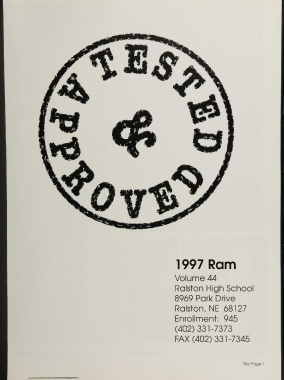 TESTED
&
APPROVED
1997 Ram
Volume 44
Ralston High School
8969 Park Drive
Ralston, NE 68127
Enrollment: 945
(402) 331-7373
FAX (402) 331-7345
Title Page 1